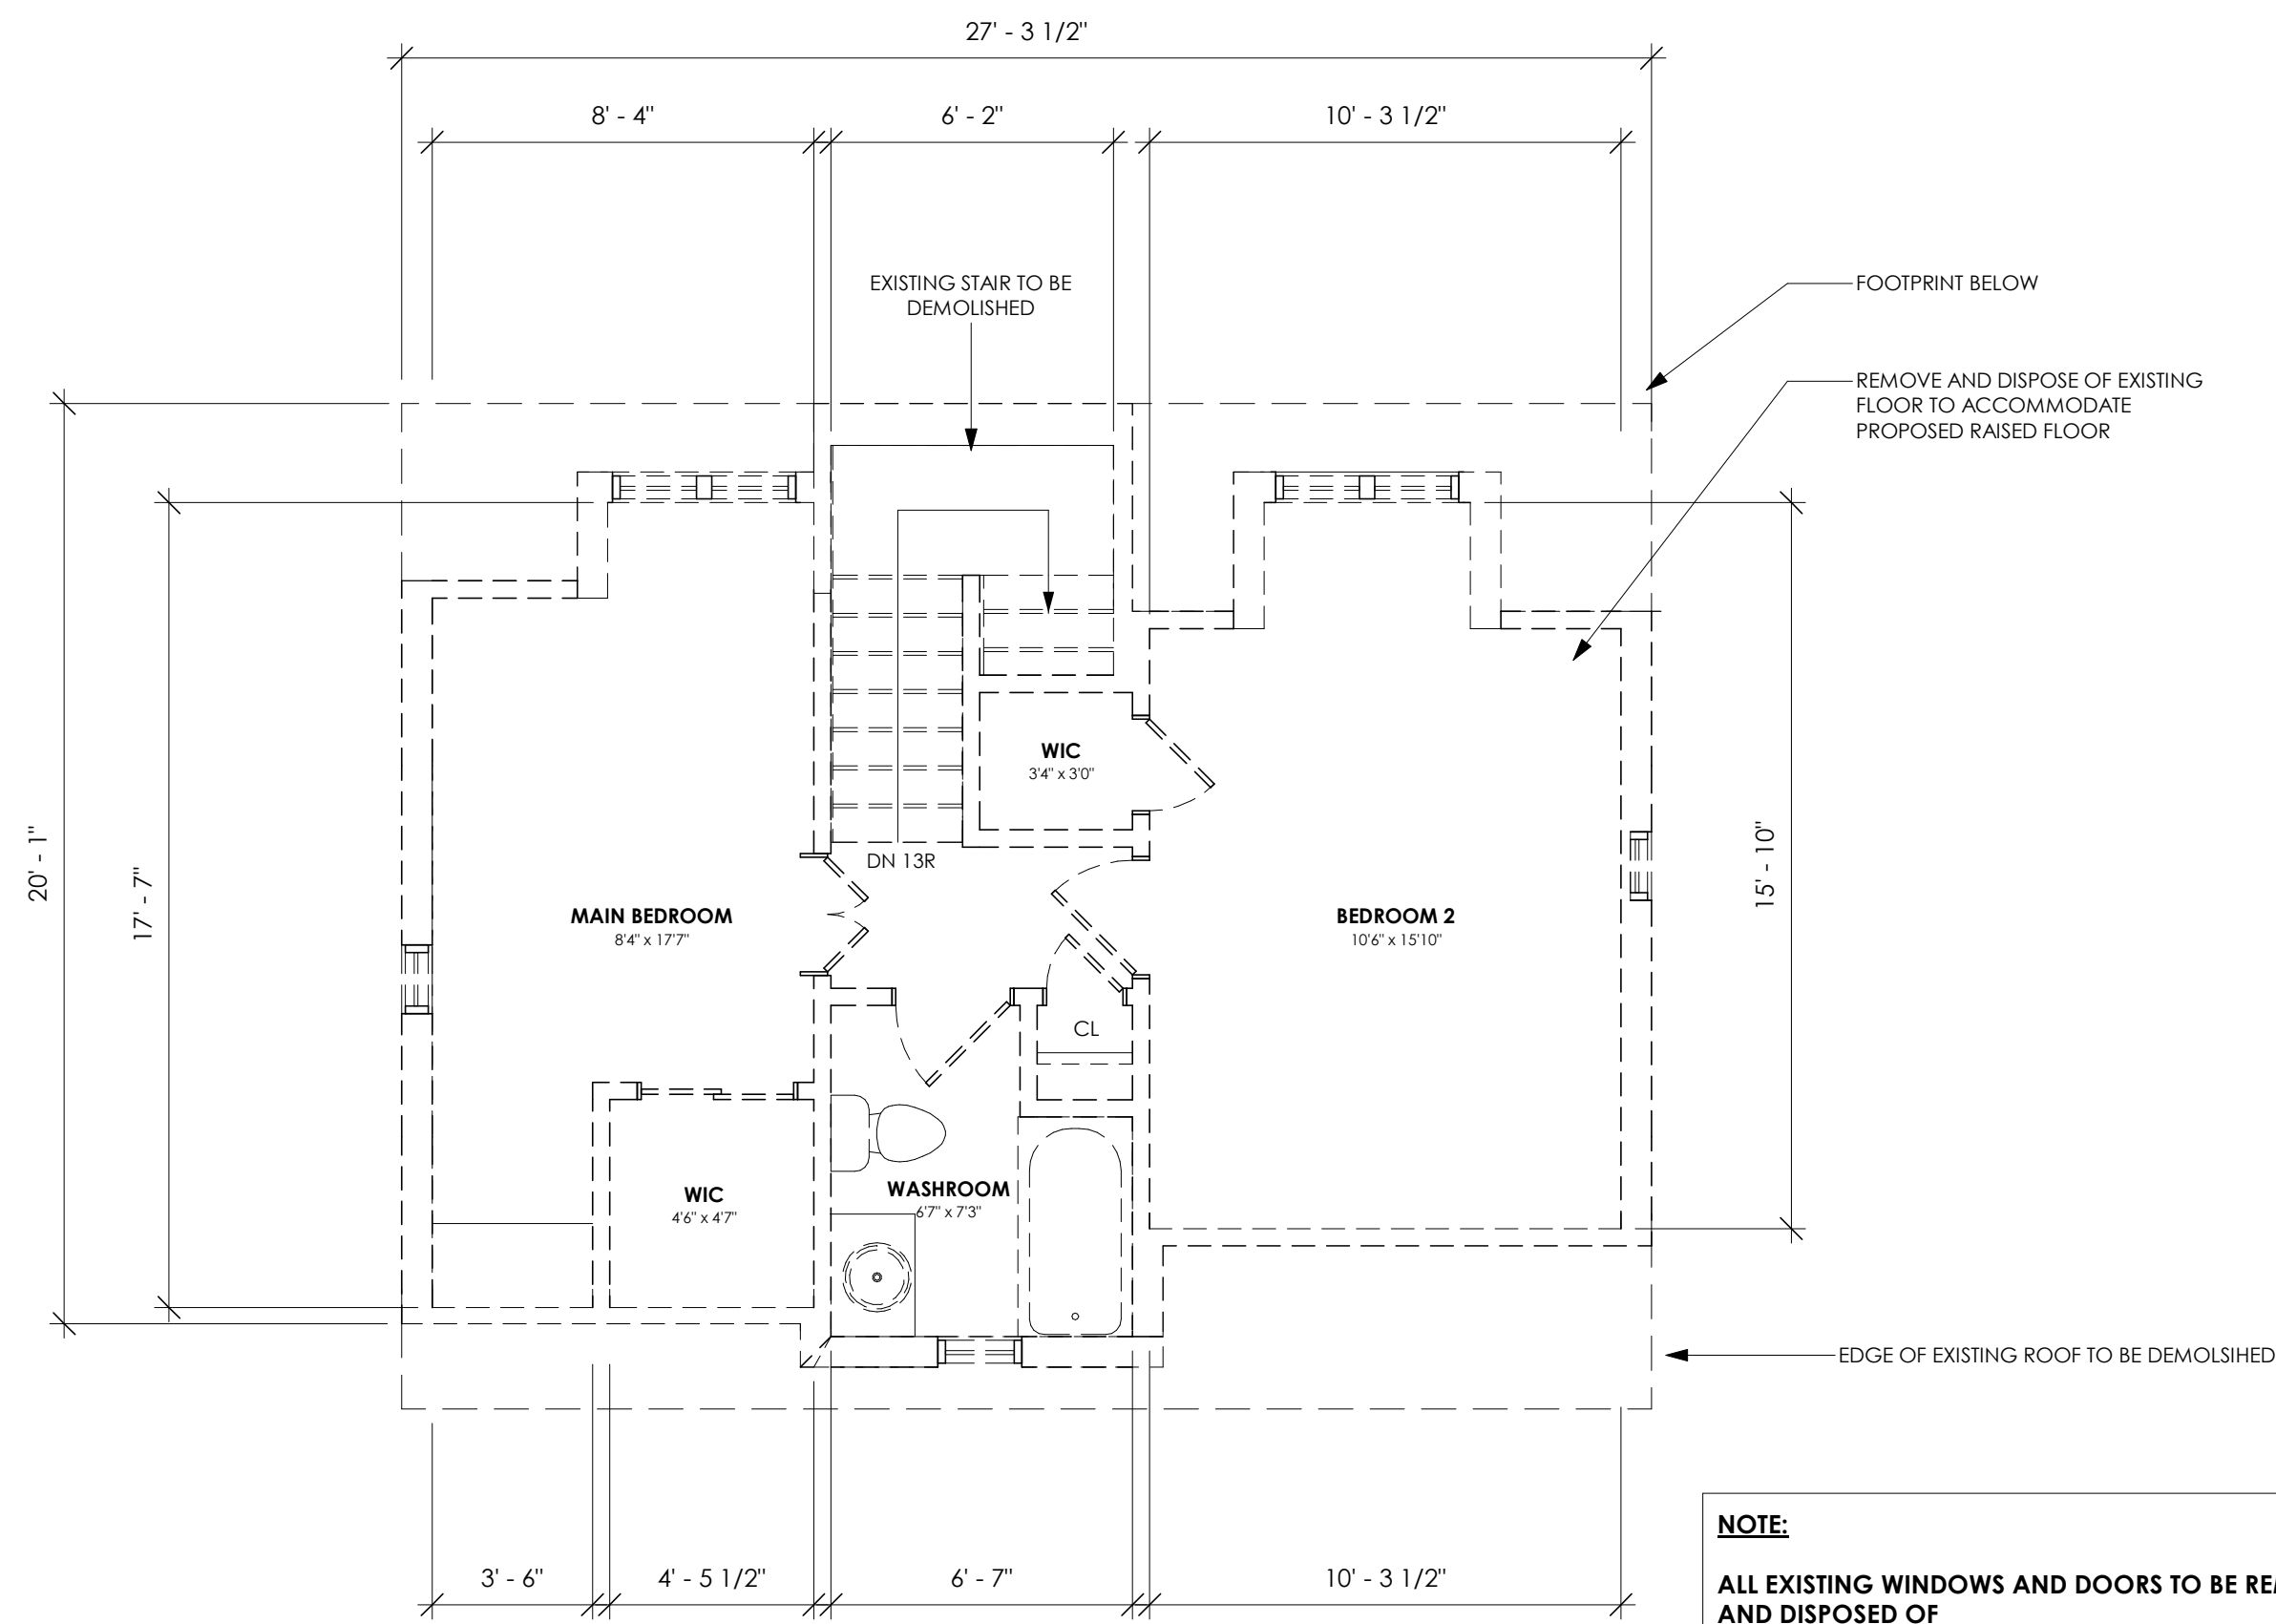 27' - 3 1/2"
8' - 4"
6' - 2"
10' - 3 1/2"
EXISTING STAIR TO BE
DEMOLISHED
FOOTPRINT BELOW
REMOVE AND DISPOSE OF EXISTING
FLOOR TO ACCOMMODATE
PROPOSED RAISED FLOOR
20' - 1"
17' - 7"
15' - 10"
WIC
3'4" x 3'0"
DN 13R
MAIN BEDROOM
8'4" x 17'7"
BEDROOM 2
10'6" x 15'10"
CL
WIC
4'6" x 4'7"
WASHROOM
6'7" x 7'3"
EDGE OF EXISTING ROOF TO BE DEMOLSIHED
3' - 6"
4' - 5 1/2"
6' - 7"
10' - 3 1/2"
NOTE:
ALL EXISTING WINDOWS AND DOORS TO BE
AND DISPOSED OF